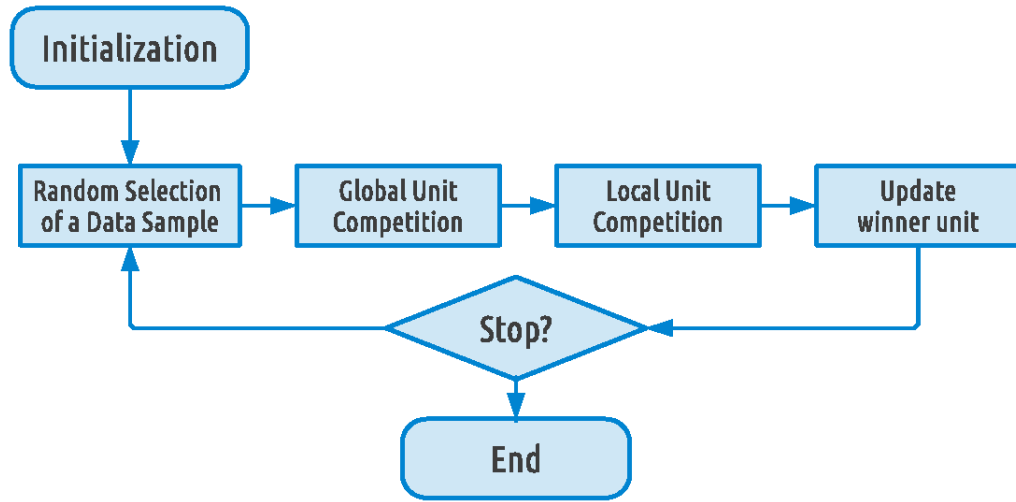 Initialization
Random Selection
of a Data Sample
Global Unit
Competition
Local Unit
Competition
Update
winner unit
Stop?
End